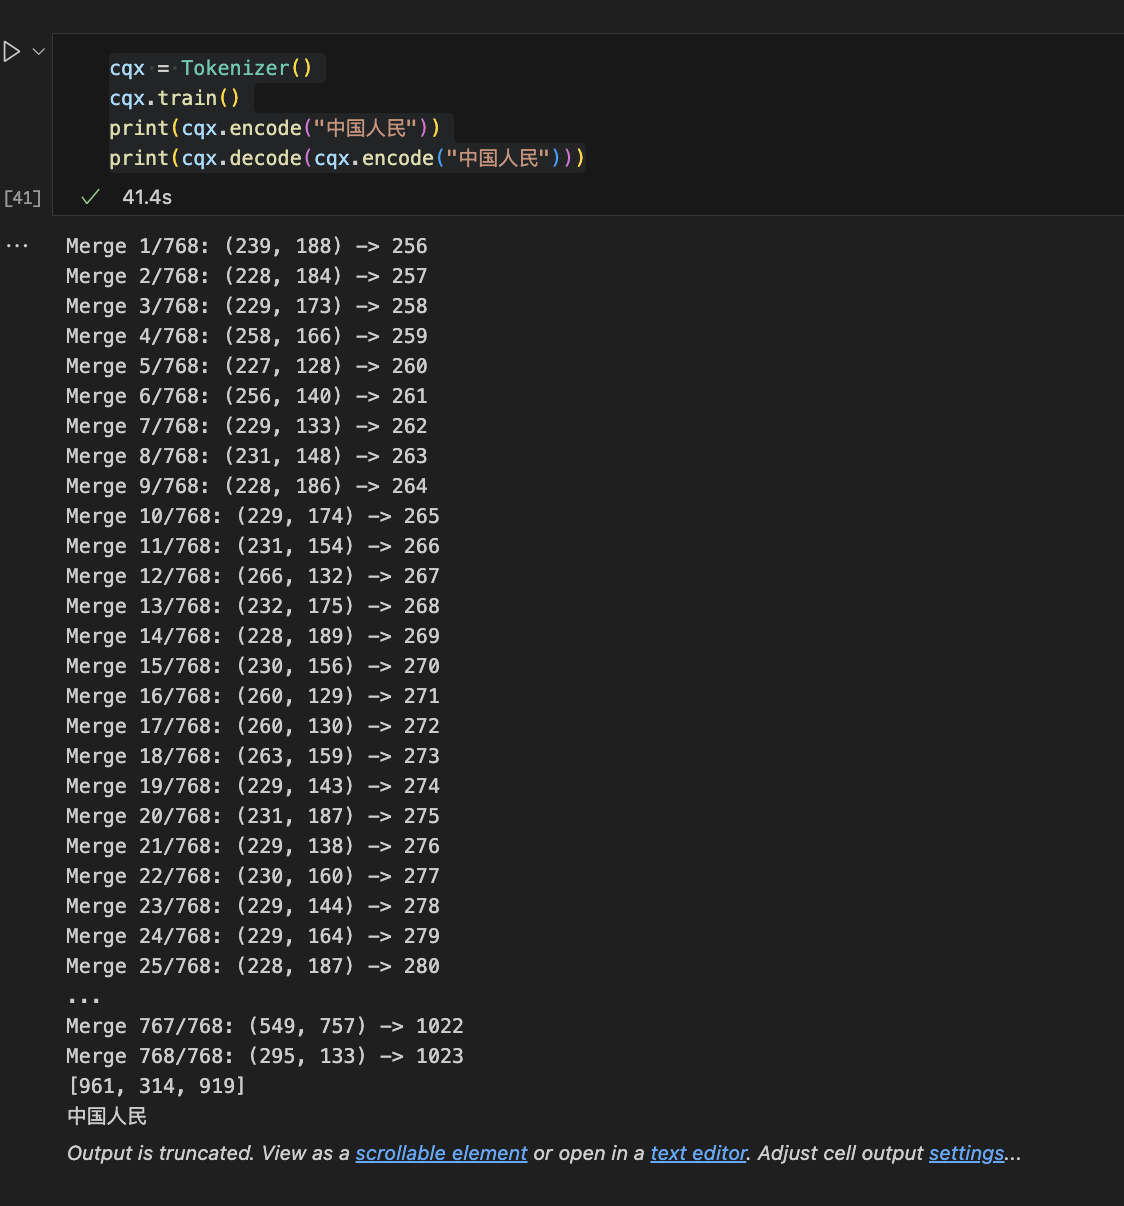 cqx = Tokenizer()
cqx.train()
print(cqx.encode("中国人民"))
print(cqx.decode(cqx.encode("中国人民")))
[41] 41.4s
Merge 1/768: (239, 188) -> 256
Merge 2/768: (228, 184) -> 257
Merge 3/768: (229, 173) -> 258
Merge 4/768: (258, 166) -> 259
Merge 5/768: (227, 128) -> 260
Merge 6/768: (256, 140) -> 261
Merge 7/768: (229, 133) -> 262
Merge 8/768: (231, 148) -> 263
Merge 9/768: (228, 186) -> 264
Merge 10/768: (229, 174) -> 265
Merge 11/768: (231, 154) -> 266
Merge 12/768: (266, 132) -> 267
Merge 13/768: (232, 175) -> 268
Merge 14/768: (228, 189) -> 269
Merge 15/768: (230, 156) -> 270
Merge 16/768: (260, 129) -> 271
Merge 17/768: (260, 130) -> 272
Merge 18/768: (263, 159) -> 273
Merge 19/768: (229, 143) -> 274
Merge 20/768: (231, 187) -> 275
Merge 21/768: (229, 138) -> 276
Merge 22/768: (230, 160) -> 277
Merge 23/768: (229, 144) -> 278
Merge 24/768: (229, 164) -> 279
Merge 25/768: (228, 187) -> 280
...
Merge 767/768: (549, 757) -> 1022
Merge 768/768: (295, 133) -> 1023
[961, 314, 919]
中国人民
Output is truncated. View as a scrollable element or open in a text editor. Adjust cell output settings...